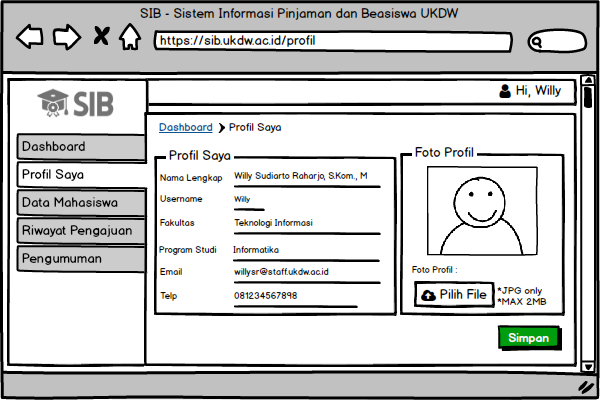 SIB - Sistem Informasi Pinjaman dan Beasiswa UKDW
https://sib.ukdw.ac.id/profil
SIB
Hi, Willy
Dashboard
Profil Saya
Data Mahasiswa
Riwayat Pengajuan
Pengumuman
Dashboard Profil Saya
Profil Saya
Nama Lengkap Willy Sudiarto Raharjo, S.Kom., M
Username Willy
Fakultas Teknologi Informasi
Program Studi Informatika
Email willysr@staff.ukdw.ac.id
Telp 081234567898
Foto Profil
Foto Profil :
Pilih File
*JPG only
*MAX 2MB
Simpan